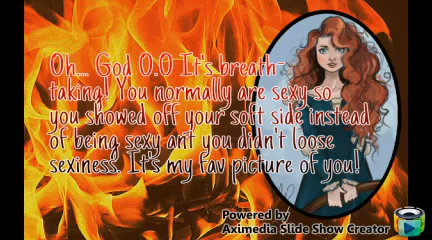 Oh... God O.O It's breath-
taking! You normally are sexy so
you showed off your soft side instead
of being sexy ant you didn't loose
sexiness. It's my fav picture of you!
Powered by
Aximedia Slide Show Creator